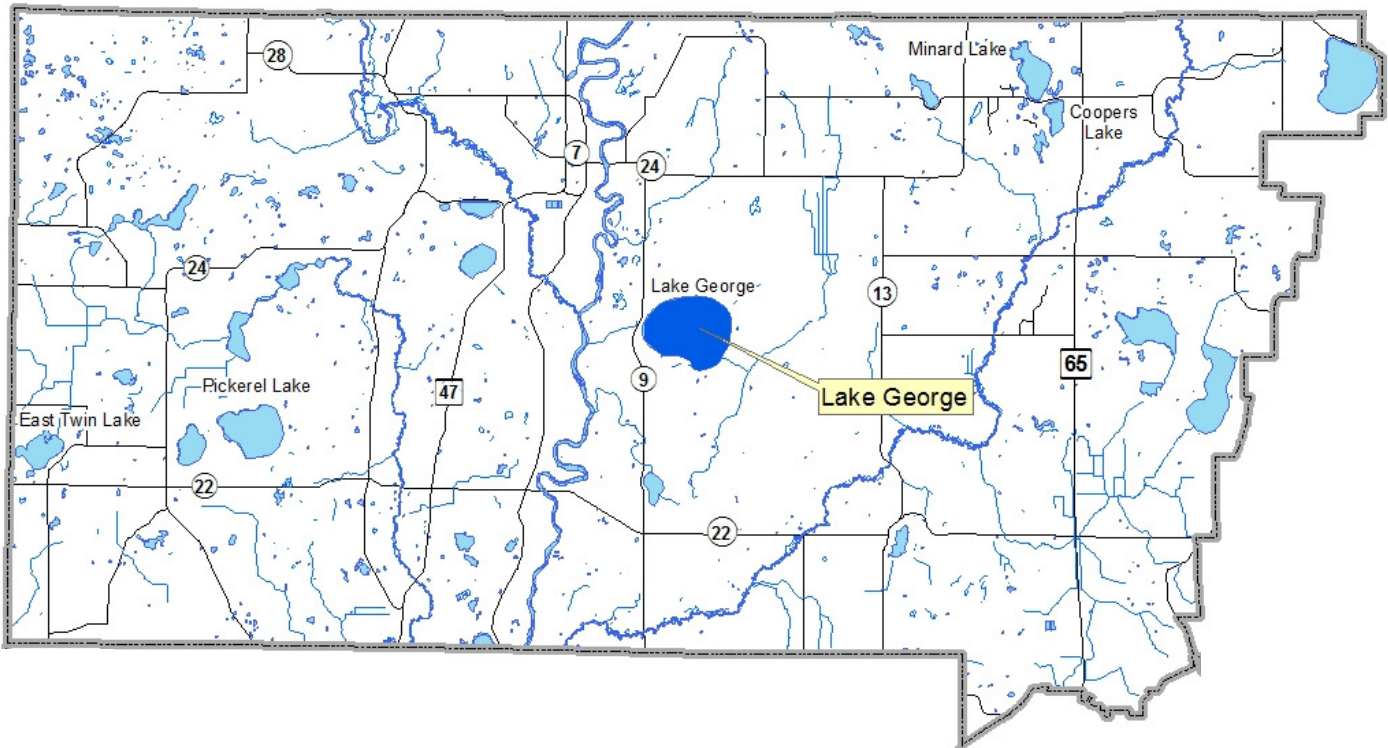 28
Minard Lake
Coopers
Lake
7
24
24
Lake George
13
9
65
47
Lake George
Pickerel Lake
East Twin Lake
22
22